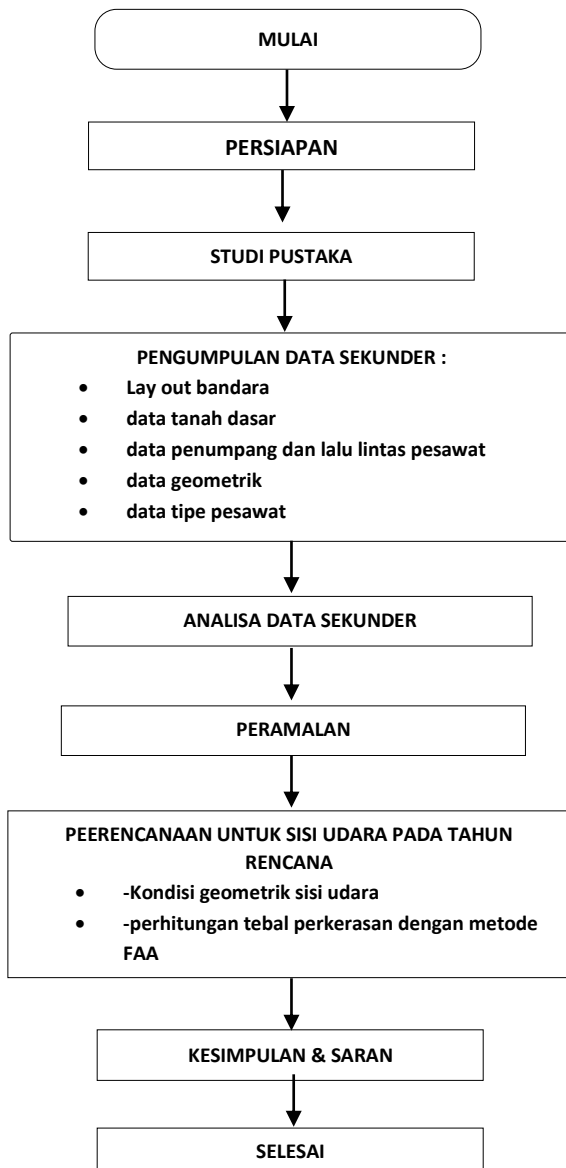 MULAI
PERSIAPAN
STUDI PUSTAKA
PENGUMPULAN DATA SEKUNDER :
• Lay out bandara
• data tanah dasar
• data penumpang dan lalu lintas pesawat
• data geometrik
• data tipe pesawat
ANALISA DATA SEKUNDER
PERAMALAN
PEERENCANAAN UNTUK SISI UDARA PADA TAHUN
RENCANA
• -Kondisi geometrik sisi udara
• -perhitungan tebal perkerasan dengan metode
FAA
KESIMPULAN & SARAN
SELESAI